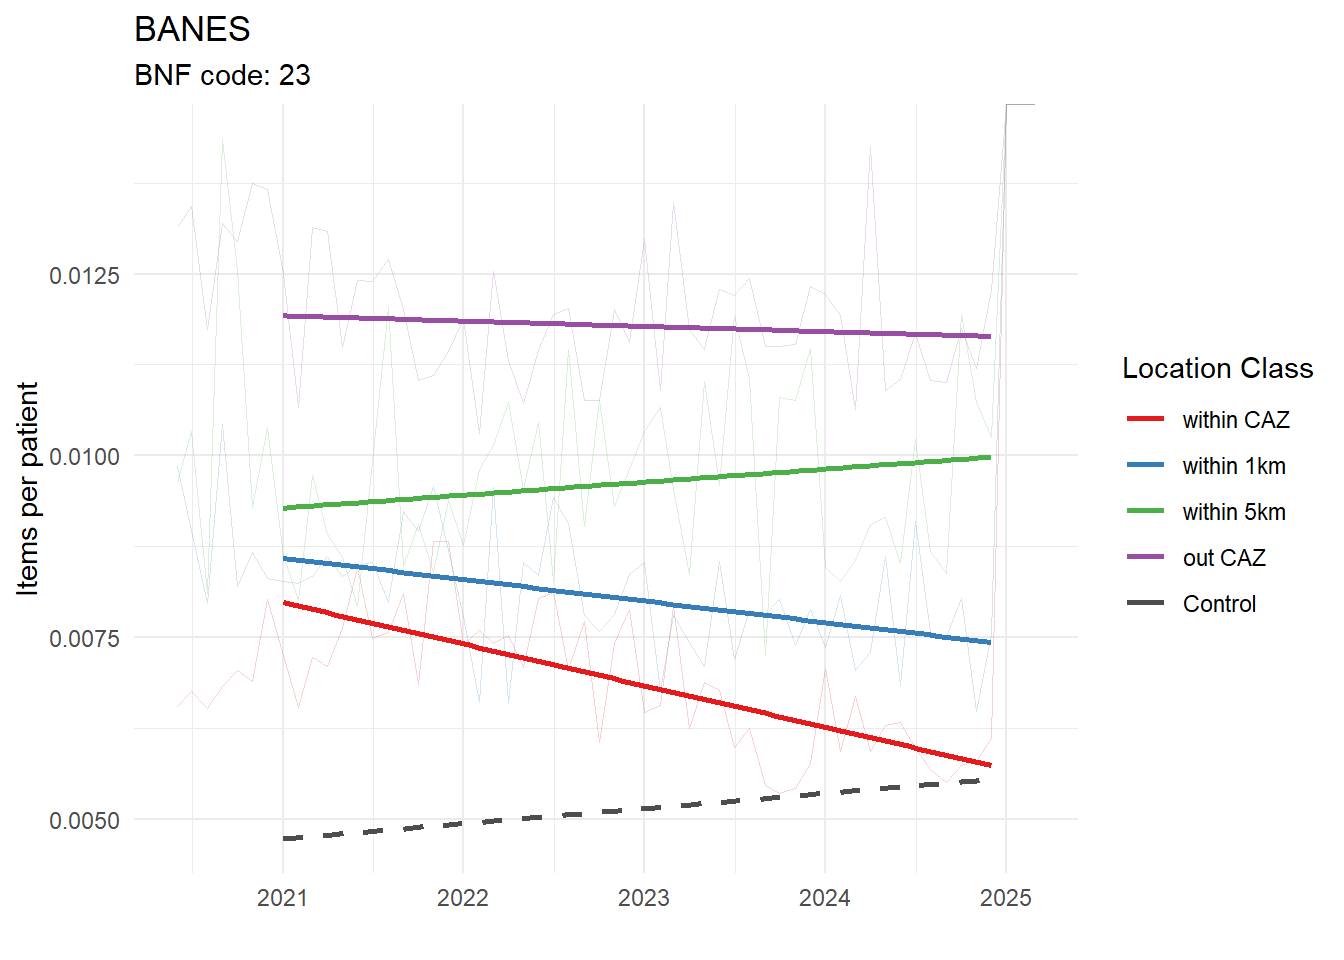 BANES
BNF code: 23
Items per patient
0.0125
0.0100
0.0075
0.0050
2021
2022
2023
2024
2025
Location Class
within CAZ
within 1km
within 5km
out CAZ
Control